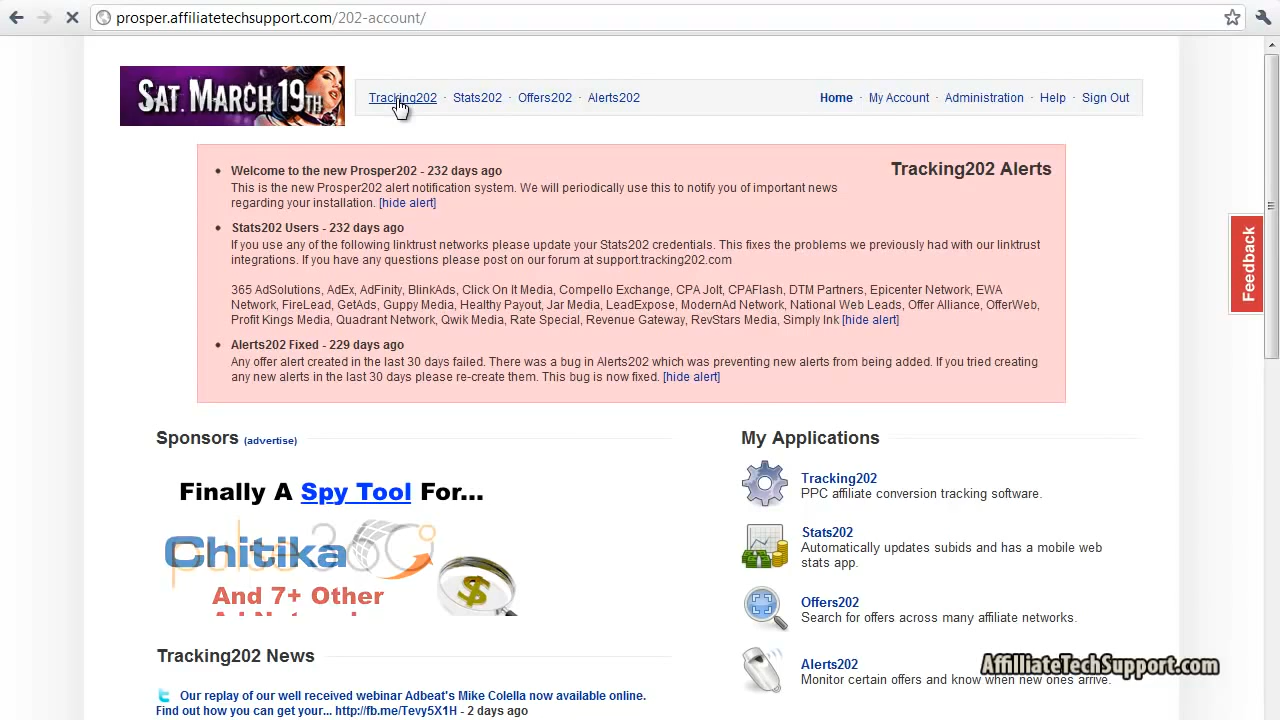 prosper.affiliatetechsupport.com/202-account/
SAT. MARCH 19TH
Tracking202 · Stats202 · Offers202 · Alerts202
Home · My Account · Administration · Help · Sign Out
Tracking202 Alerts
• Welcome to the new Prosper202 - 232 days ago
This is the new Prosper202 alert notification system. We will periodically use this to notify you of important news
regarding your installation. [hide alert]
• Stats202 Users - 232 days ago
If you use any of the following linktrust networks please update your Stats202 credentials. This fixes the problems we previously had with our linktrust
integrations. If you have any questions please post on our forum at support.tracking202.com
365 AdSolutions, AdEx, AdFinity, BlinkAds, Click On It Media, Compello Exchange, CPA Jolt, CPAFlash, DTM Partners, Epicenter Network, EWA
Network, FireLead, GetAds, Guppy Media, Healthy Payout, Jar Media, LeadExpose, ModernAd Network, National Web Leads, Offer Alliance, OfferWeb,
Profit Kings Media, Quadrant Network, Qwik Media, Rate Special, Revenue Gateway, RevStars Media, Simply Ink [hide alert]
• Alerts202 Fixed - 229 days ago
Any offer alert created in the last 30 days failed. There was a bug in Alerts202 which was preventing new alerts from being added. If you tried creating
any new alerts in the last 30 days please re-create them. This bug is now fixed. [hide alert]
Feedback
Sponsors (advertise)
Finally A Spy Tool For...
pulse360
Chitika
And 7+ Other
Tracking202 News
Our replay of our well received webinar Adbeat's Mike Colella now available online.
Find out how you can get your... http://fb.me/Tevy5X1H - 2 days ago
My Applications
Tracking202
PPC affiliate conversion tracking software.
Stats202
Automatically updates subids and has a mobile web
stats app.
Offers202
Search for offers across many affiliate networks.
Alerts202
Monitor certain offers and know when new ones arrive.
AffiliateTechSupport.com